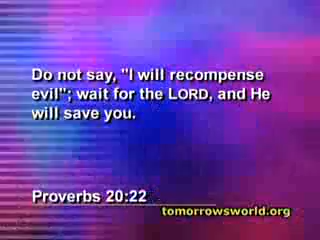 Do not say, "I will recompense
evil"; wait for the LORD, and He
will save you.
Proverbs 20:22
tomorrowsworld.org